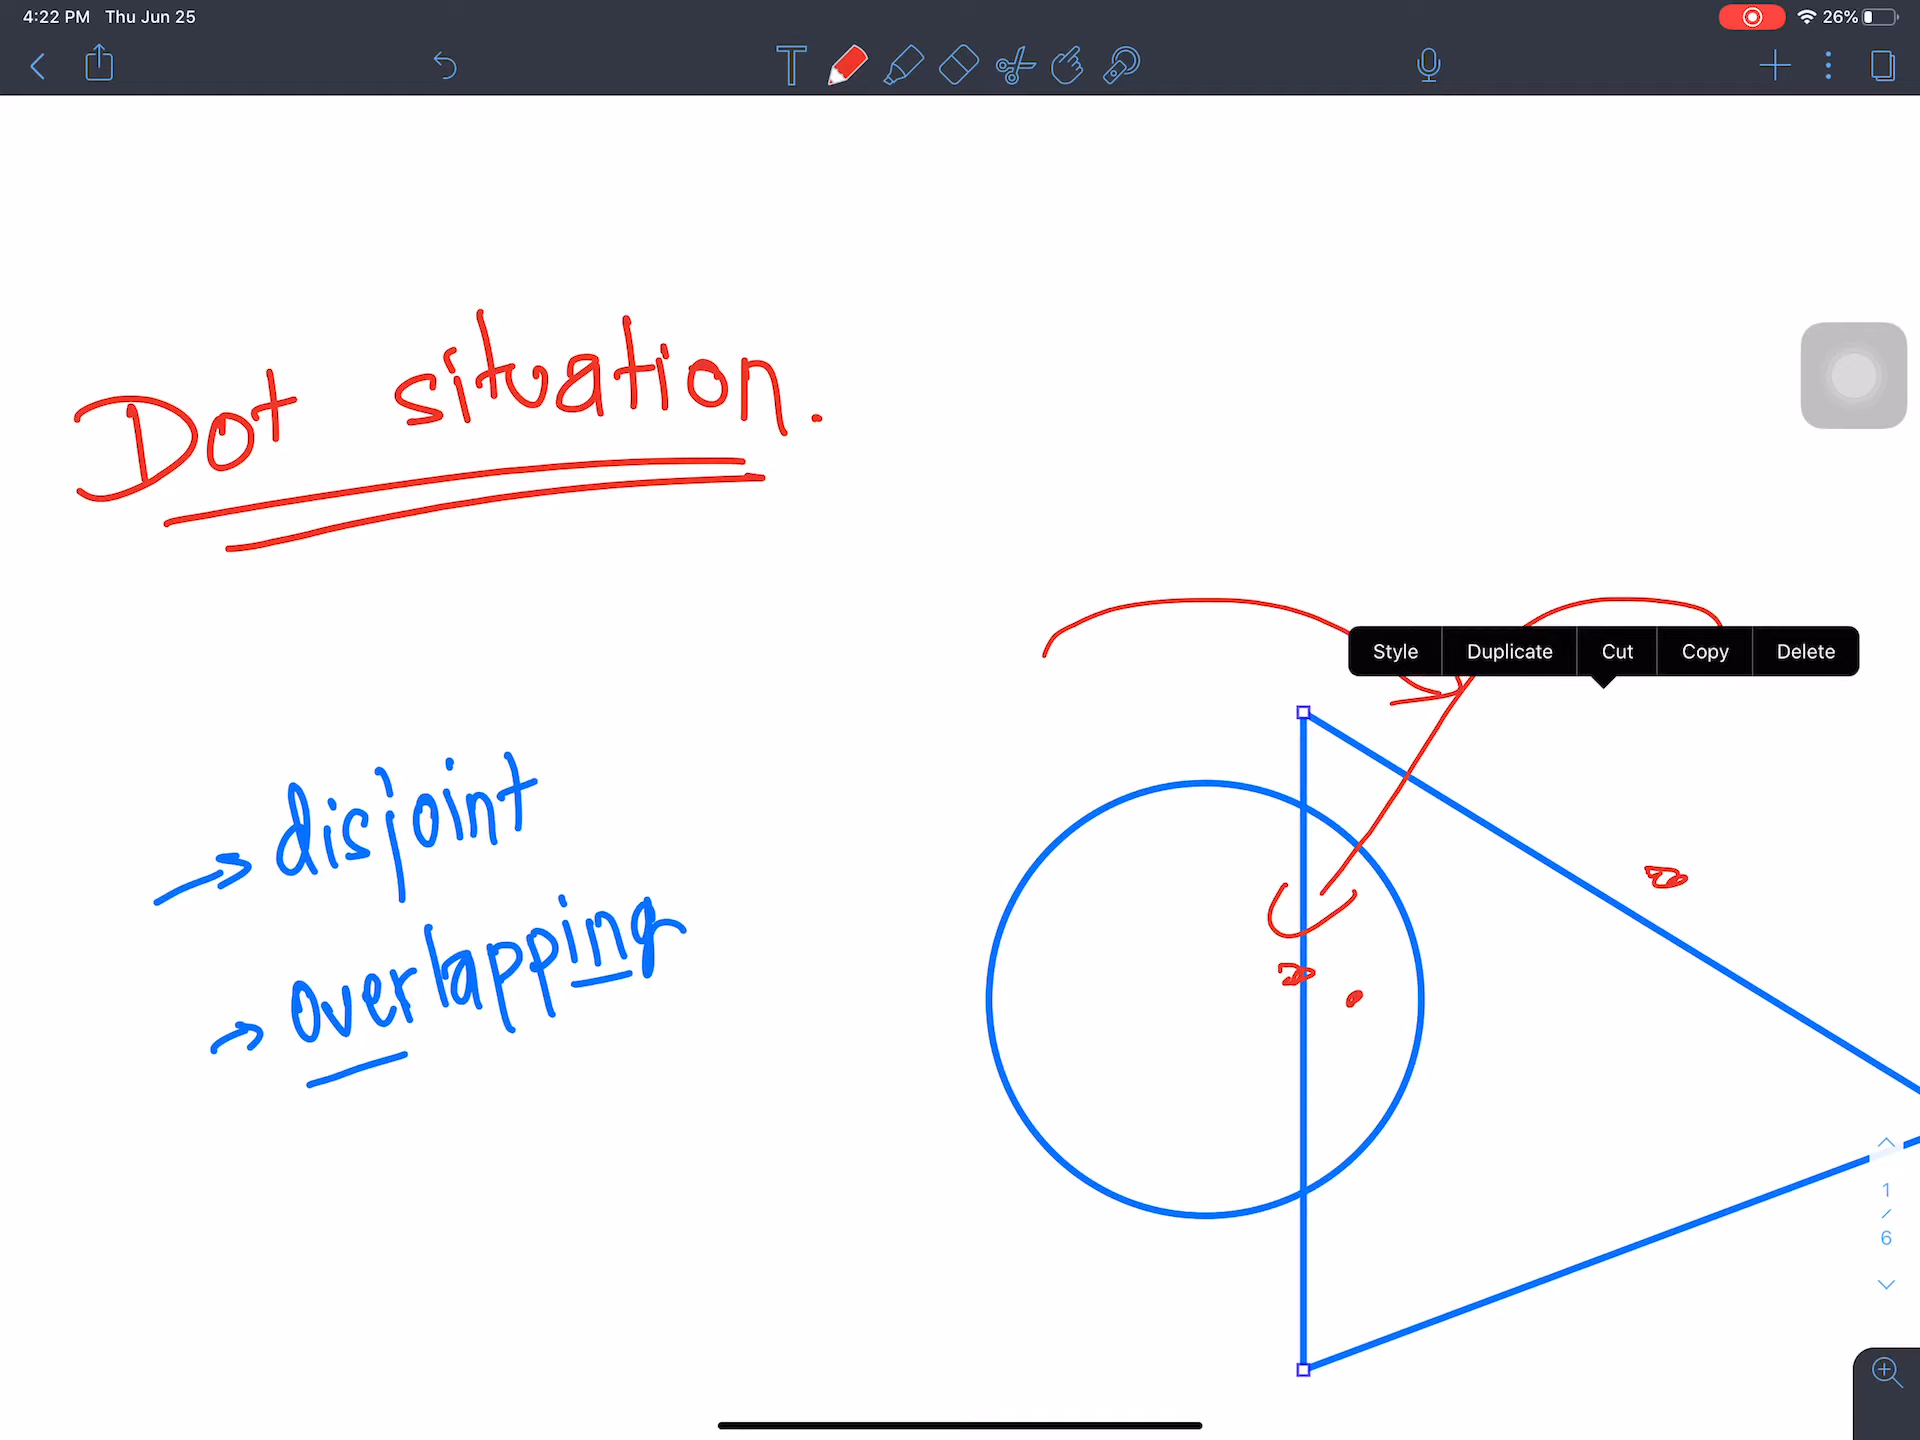 4:22 PM Thu Jun 25
26%
T
Dot situation.
Style Duplicate Cut Copy Delete
→ disjoint
→ overlapping
1
/
6